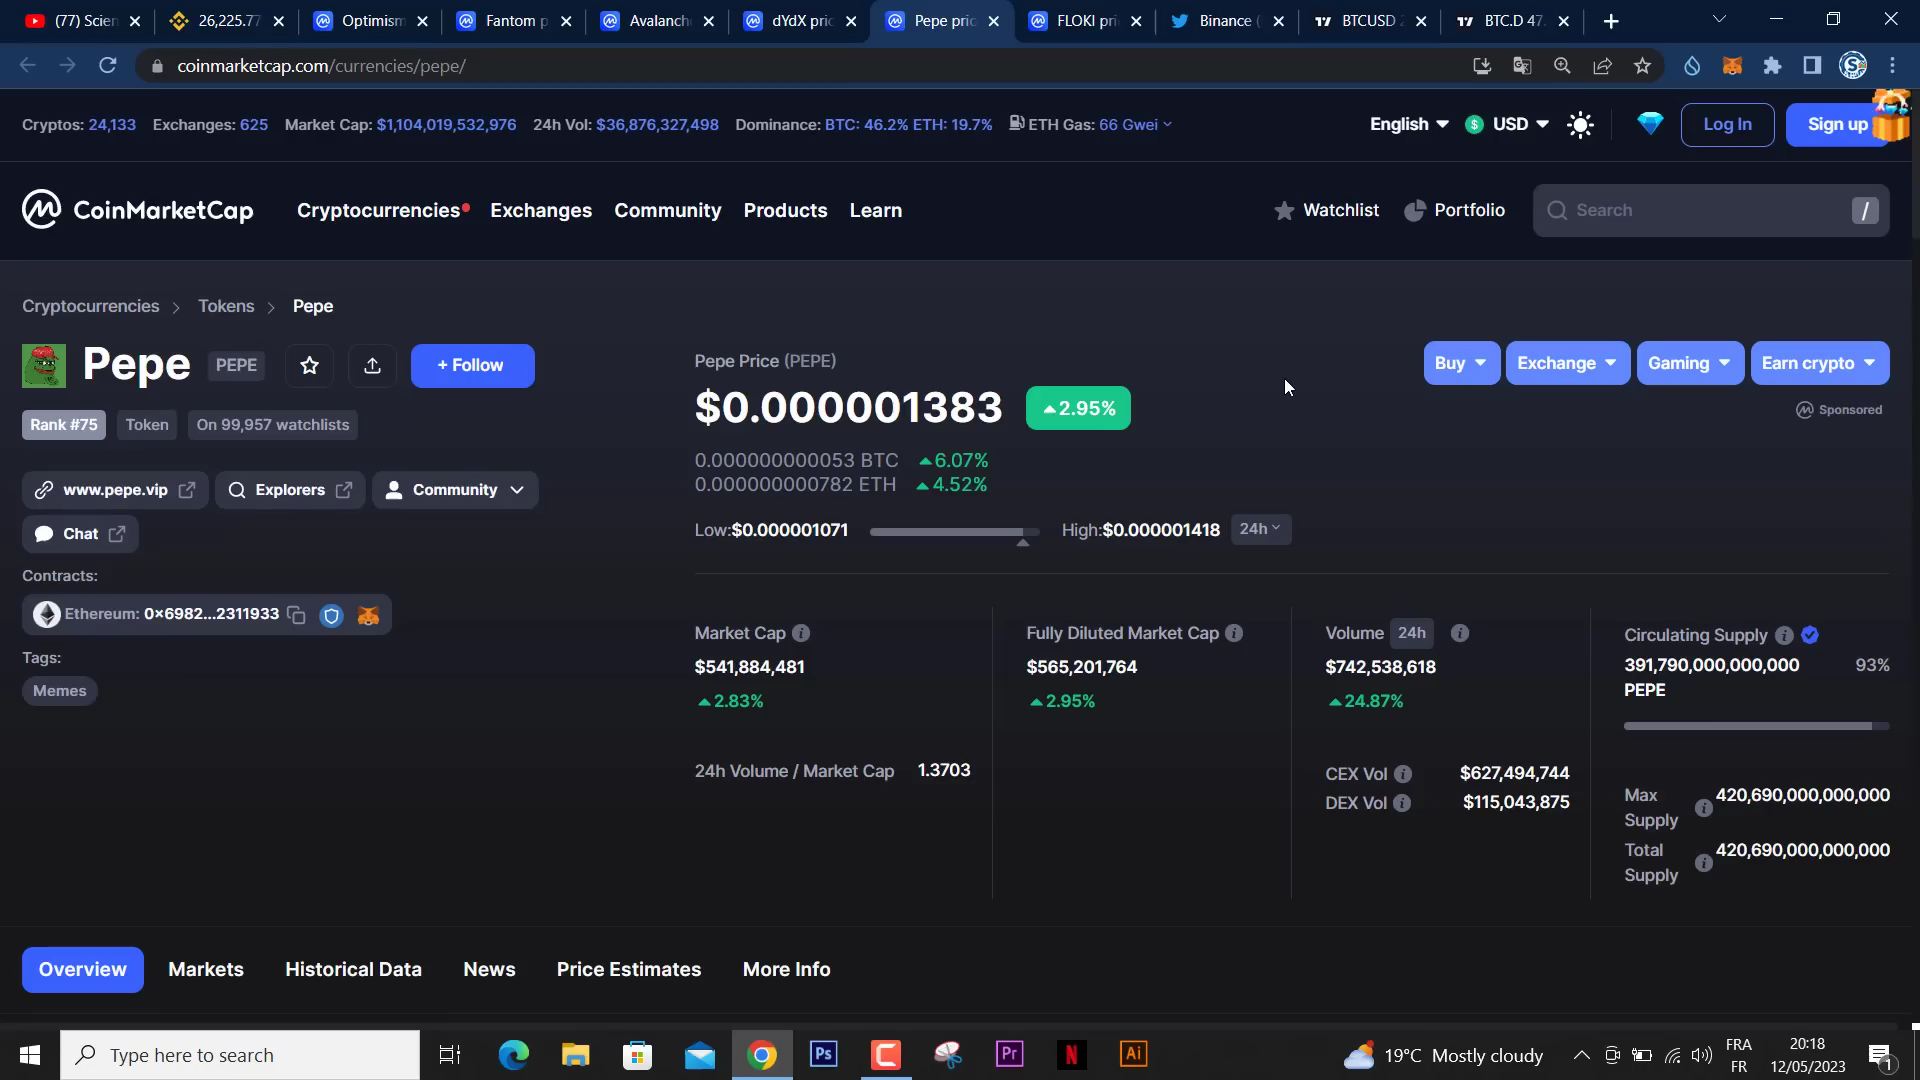 (77) Scien
26,225.77
Optimism
Fantom p
Avalanch
dYdX pric
Pepe pric
FLOKI pri
Binance (
BTCUSD 2
BTC.D 47.
coinmarketcap.com/currencies/pepe/
Cryptos: 24,133 Exchanges: 625 Market Cap: $1,104,019,532,976 24h Vol: $36,876,327,498 Dominance: BTC: 46.2% ETH: 19.7% ETH Gas: 66 Gwei
English USD Log In Sign up
CoinMarketCap Cryptocurrencies Exchanges Community Products Learn Watchlist Portfolio Search /
Cryptocurrencies > Tokens > Pepe
Pepe PEPE + Follow
Rank #75 Token On 99,957 watchlists
www.pepe.vip Explorers Community
Chat
Contracts:
Ethereum: 0x6982...2311933
Tags:
Memes
Pepe Price (PEPE)
$0.000001383 2.95%
0.000000000053 BTC 6.07%
0.000000000782 ETH 4.52%
Low:$0.000001071 High:$0.000001418 24h
Buy Exchange Gaming Earn crypto
Sponsored
Market Cap
$541,884,481
2.83%
24h Volume / Market Cap 1.3703
Fully Diluted Market Cap
$565,201,764
2.95%
Volume 24h
$742,538,618
24.87%
CEX Vol $627,494,744
DEX Vol $115,043,875
Circulating Supply
391,790,000,000,000 93%
PEPE
Max Supply 420,690,000,000,000
Total Supply 420,690,000,000,000
Overview Markets Historical Data News Price Estimates More Info
Type here to search
Ps
Pr
N
Ai
19°C Mostly cloudy
FRA
FR
20:18
12/05/2023
1